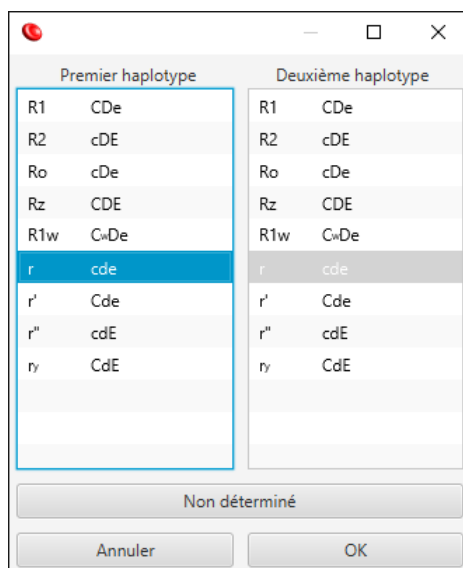 Premier haplotype Deuxième haplotype
R1 CDe R1 CDe
R2 cDE R2 cDE
Ro cDe Ro cDe
Rz CDE Rz CDE
R1w CwDe R1w CwDe
r cde r cde
r' Cde r' Cde
r" cdE r" cdE
ry CdE ry CdE
Non déterminé
Annuler OK